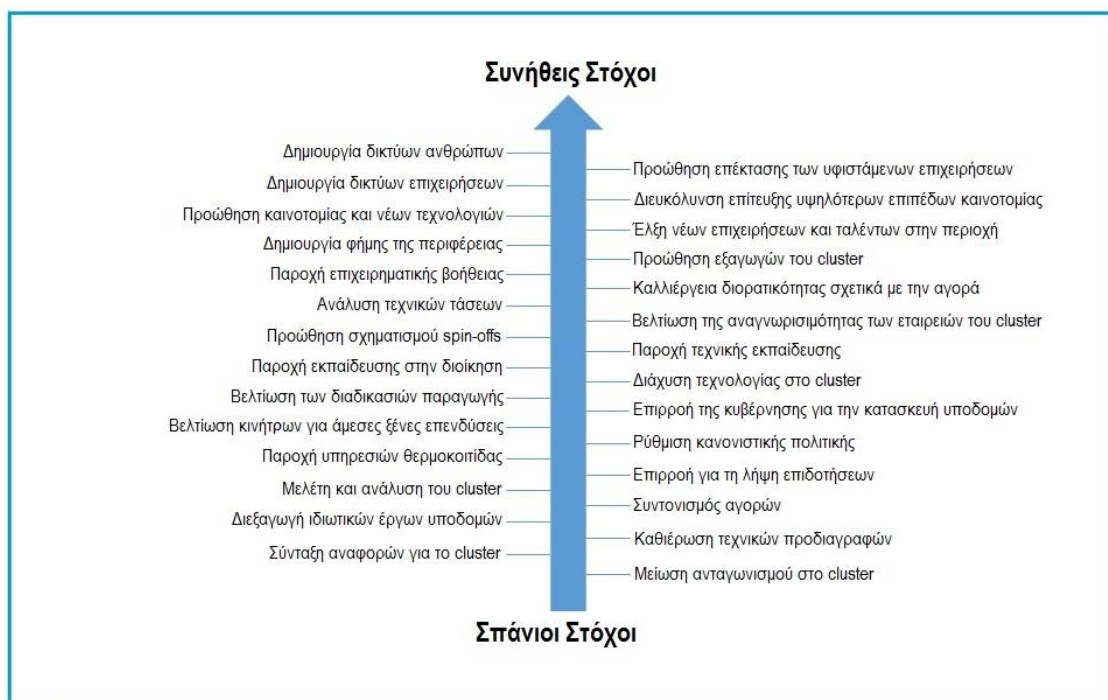 Συνήθεις Στόχοι
Δημιουργία δικτύων ανθρώπων
Δημιουργία δικτύων επιχειρήσεων
Προώθηση καινοτομίας και νέων τεχνολογιών
Δημιουργία φήμης της περιφέρειας
Παροχή επιχειρηματικής βοήθειας
Ανάλυση τεχνικών τάσεων
Προώθηση σχηματισμού spin-offs
Παροχή εκπαίδευσης στην διοίκηση
Βελτίωση των διαδικασιών παραγωγής
Βελτίωση κινήτρων για άμεσες ξένες επενδύσεις
Παροχή υπηρεσιών θερμοκοιτίδας
Μελέτη και ανάλυση του cluster
Διεξαγωγή ιδιωτικών έργων υποδομών
Σύνταξη αναφορών για το cluster
Προώθηση επέκτασης των υφιστάμενων επιχειρήσεων
Διευκόλυνση επίτευξης υψηλότερων επιπέδων καινοτομίας
Έλξη νέων επιχειρήσεων και ταλέντων στην περιοχή
Προώθηση εξαγωγών του cluster
Καλλιέργεια διορατικότητας σχετικά με την αγορά
Βελτίωση της αναγνωρισιμότητας των εταιρειών του cluster
Παροχή τεχνικής εκπαίδευσης
Διάχυση τεχνολογίας στο cluster
Επιρροή της κυβέρνησης για την κατασκευή υποδομών
Ρύθμιση κανονιστικής πολιτικής
Επιρροή για τη λήψη επιδοτήσεων
Συντονισμός αγορών
Καθιέρωση τεχνικών προδιαγραφών
Μείωση ανταγωνισμού στο cluster
Σπάνιοι Στόχοι